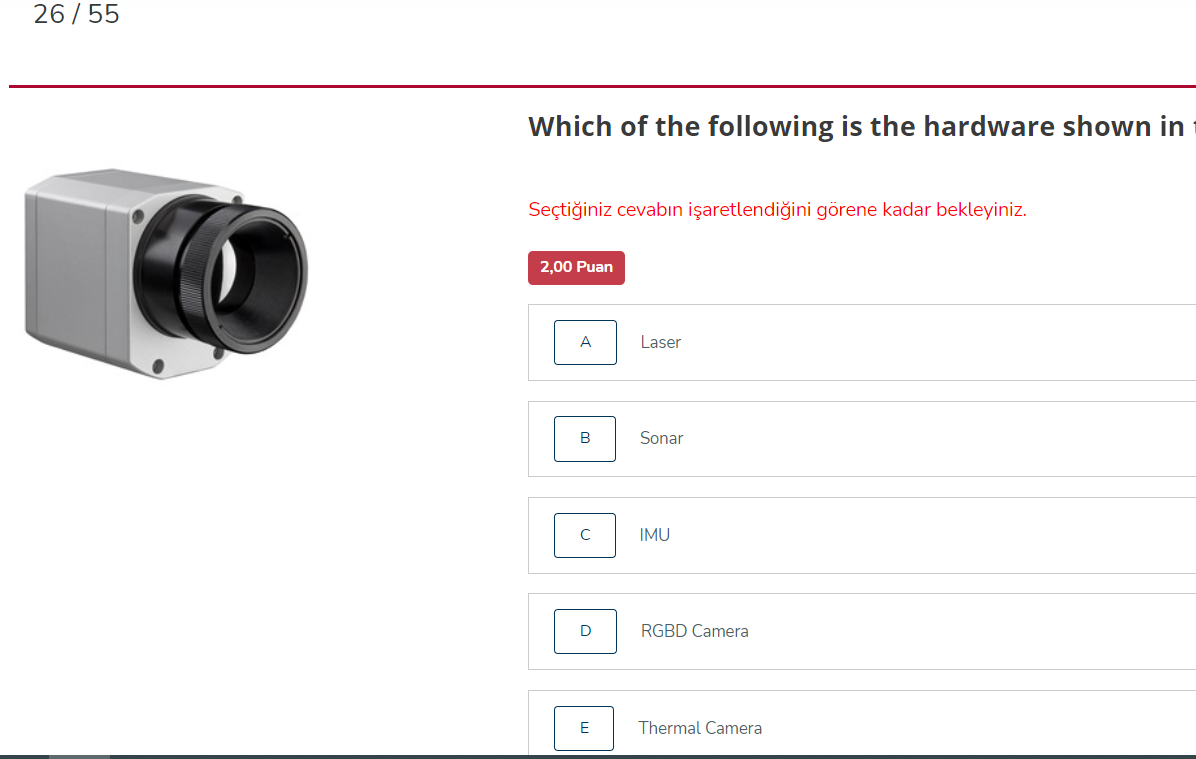 26 / 55
Which of the following is the hardware shown in
Seçtiğiniz cevabın işaretlendiğini görene kadar bekleyiniz.
2,00 Puan
A Laser
B Sonar
C IMU
D RGBD Camera
E Thermal Camera